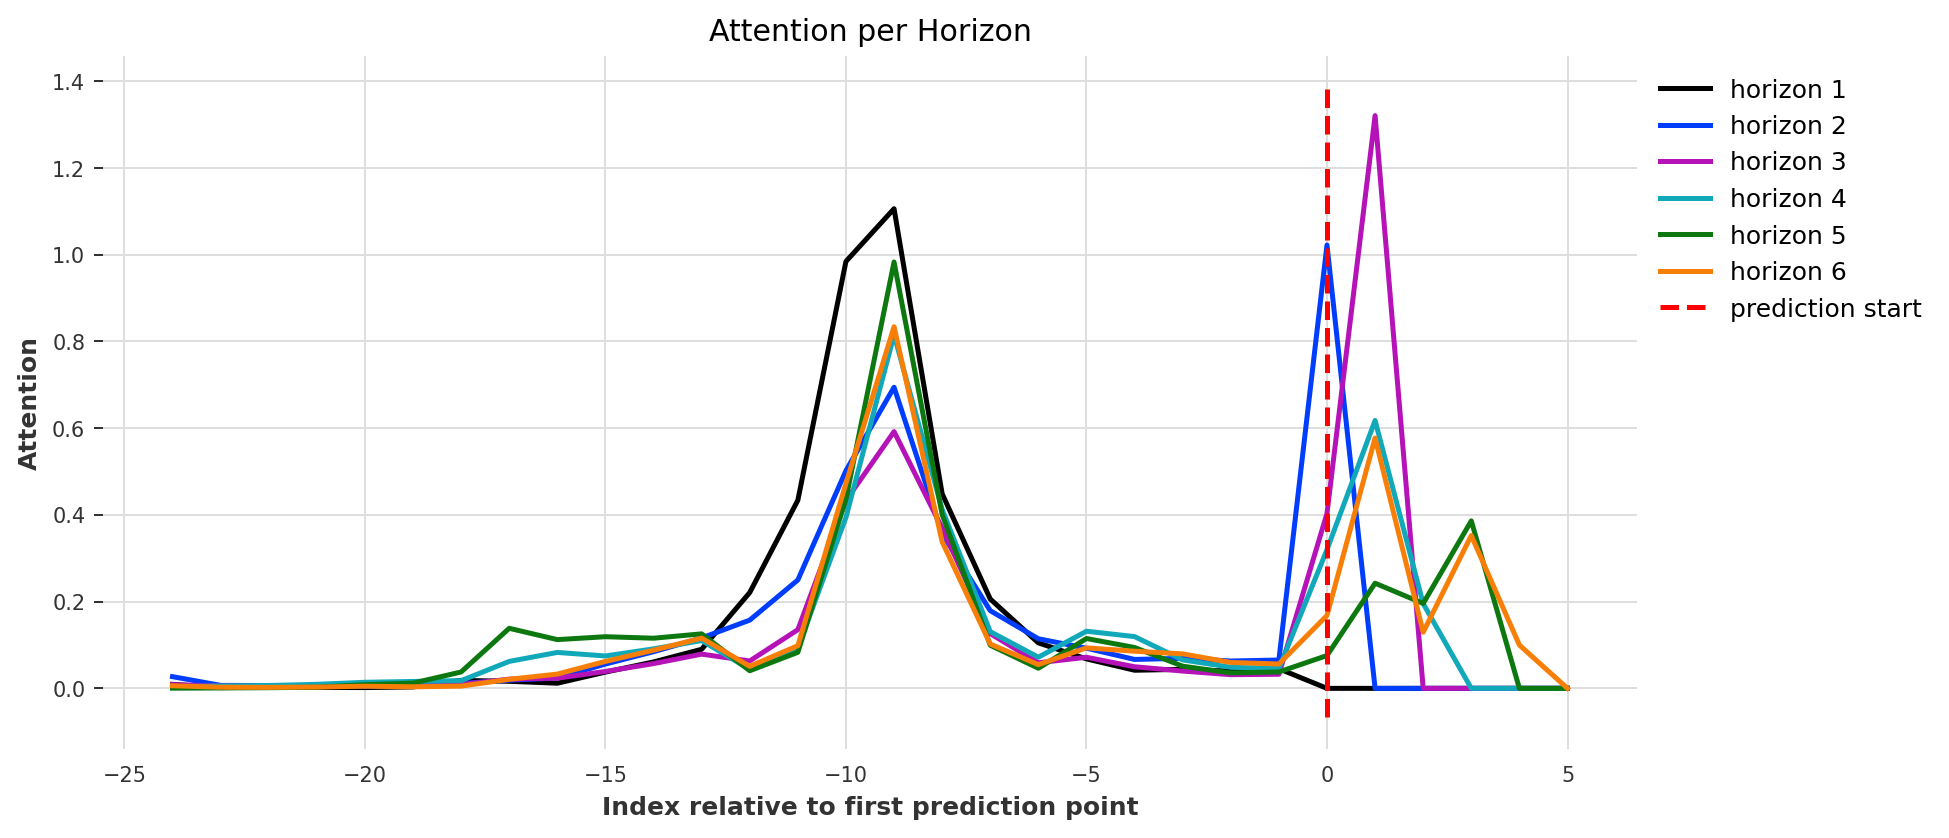 Attention per Horizon
1.4
1.2
1.0
0.8
0.6
0.4
0.2
0.0
Attention
−25
−20
−15
−10
−5
0
5
Index relative to first prediction point
horizon 1
horizon 2
horizon 3
horizon 4
horizon 5
horizon 6
prediction start